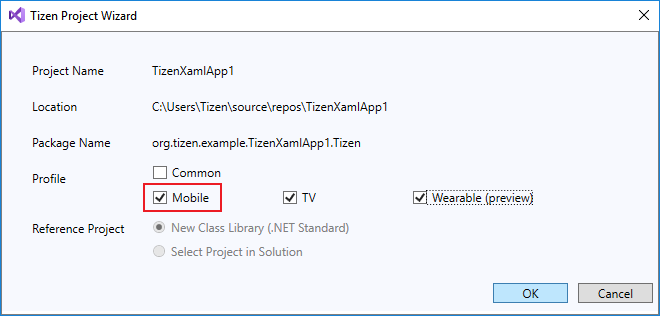 Tizen Project Wizard
Project Name TizenXamlApp1
Location C:\Users\Tizen\source\repos\TizenXamlApp1
Package Name org.tizen.example.TizenXamlApp1.Tizen
Profile Common
Mobile TV Wearable (preview)
Reference Project New Class Library (.NET Standard)
Select Project in Solution
OK Cancel